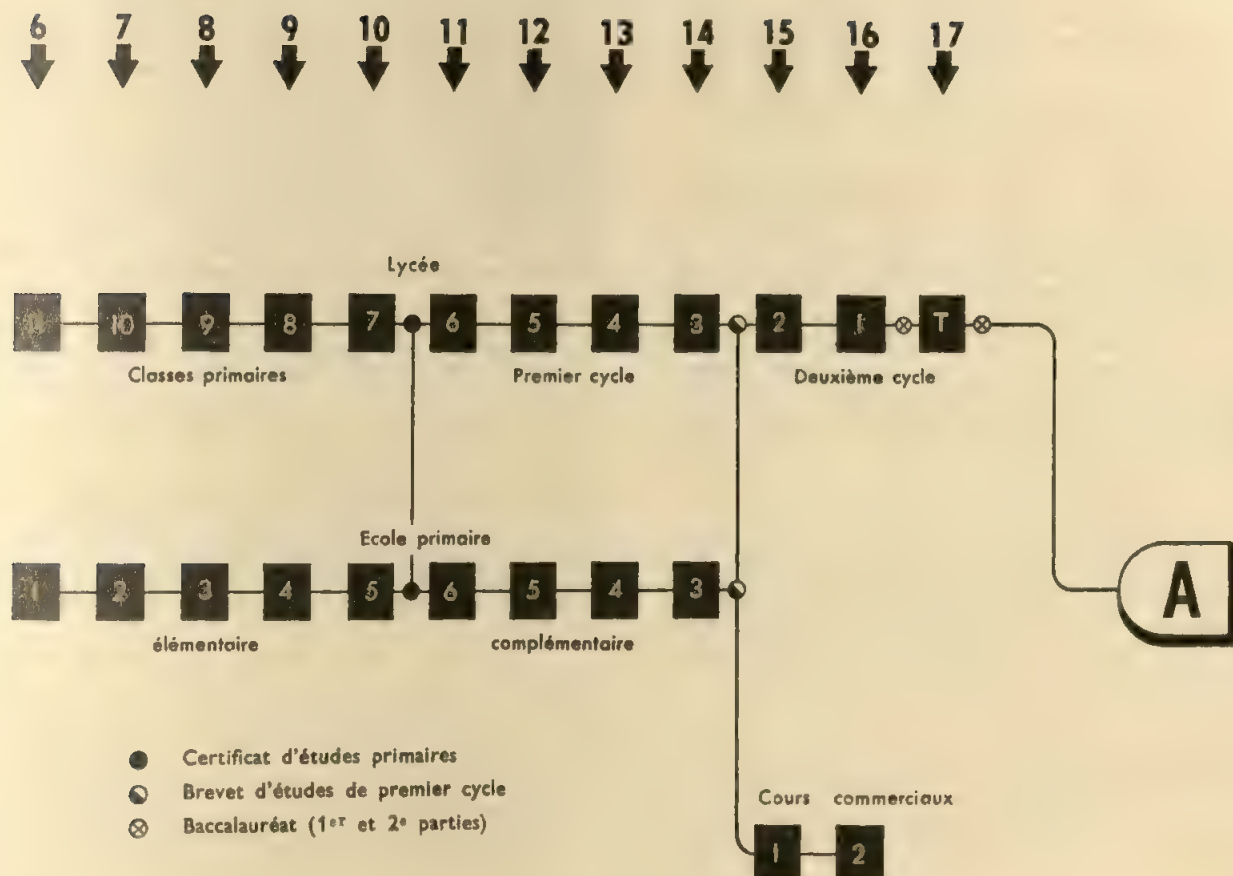 6 7 8 9 10 11 12 13 14 15 16 17
Lycée
11 10 9 8 7 6 5 4 3 2 1 T
Classes primaires Premier cycle Deuxième cycle
Ecole primaire
1 2 3 4 5 6 5 4 3
A
élémentaire complémentaire
Certificat d'études primaires
Brevet d'études de premier cycle
Cours commerciaux
Baccalauréat (1er et 2e parties)
1 2